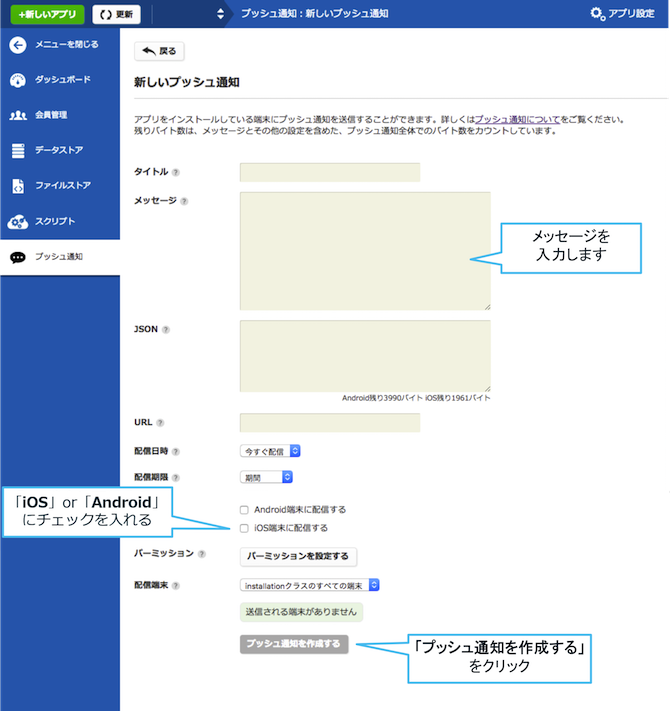 +新しいアプリ
更新
プッシュ通知：新しいプッシュ通知
アプリ設定
メニューを閉じる
ダッシュボード
会員管理
データストア
ファイルストア
スクリプト
プッシュ通知
戻る
新しいプッシュ通知
アプリをインストールしている端末にプッシュ通知を送信することができます。詳しくはプッシュ通知についてをご覧ください。
残りバイト数は、メッセージとその他の設定を含めた、プッシュ通知全体でのバイト数をカウントしています。
タイトル ?
メッセージ ?
メッセージを
入力します
JSON ?
Android残り3990バイト iOS残り1961バイト
URL ?
配信日時 ?
今すぐ配信
配信期限 ?
期間
「iOS」or「Android」
にチェックを入れる
Android端末に配信する
iOS端末に配信する
パーミッション ?
パーミッションを設定する
配信端末 ?
installationクラスのすべての端末
送信される端末がありません
プッシュ通知を作成する
「プッシュ通知を作成する」
をクリック